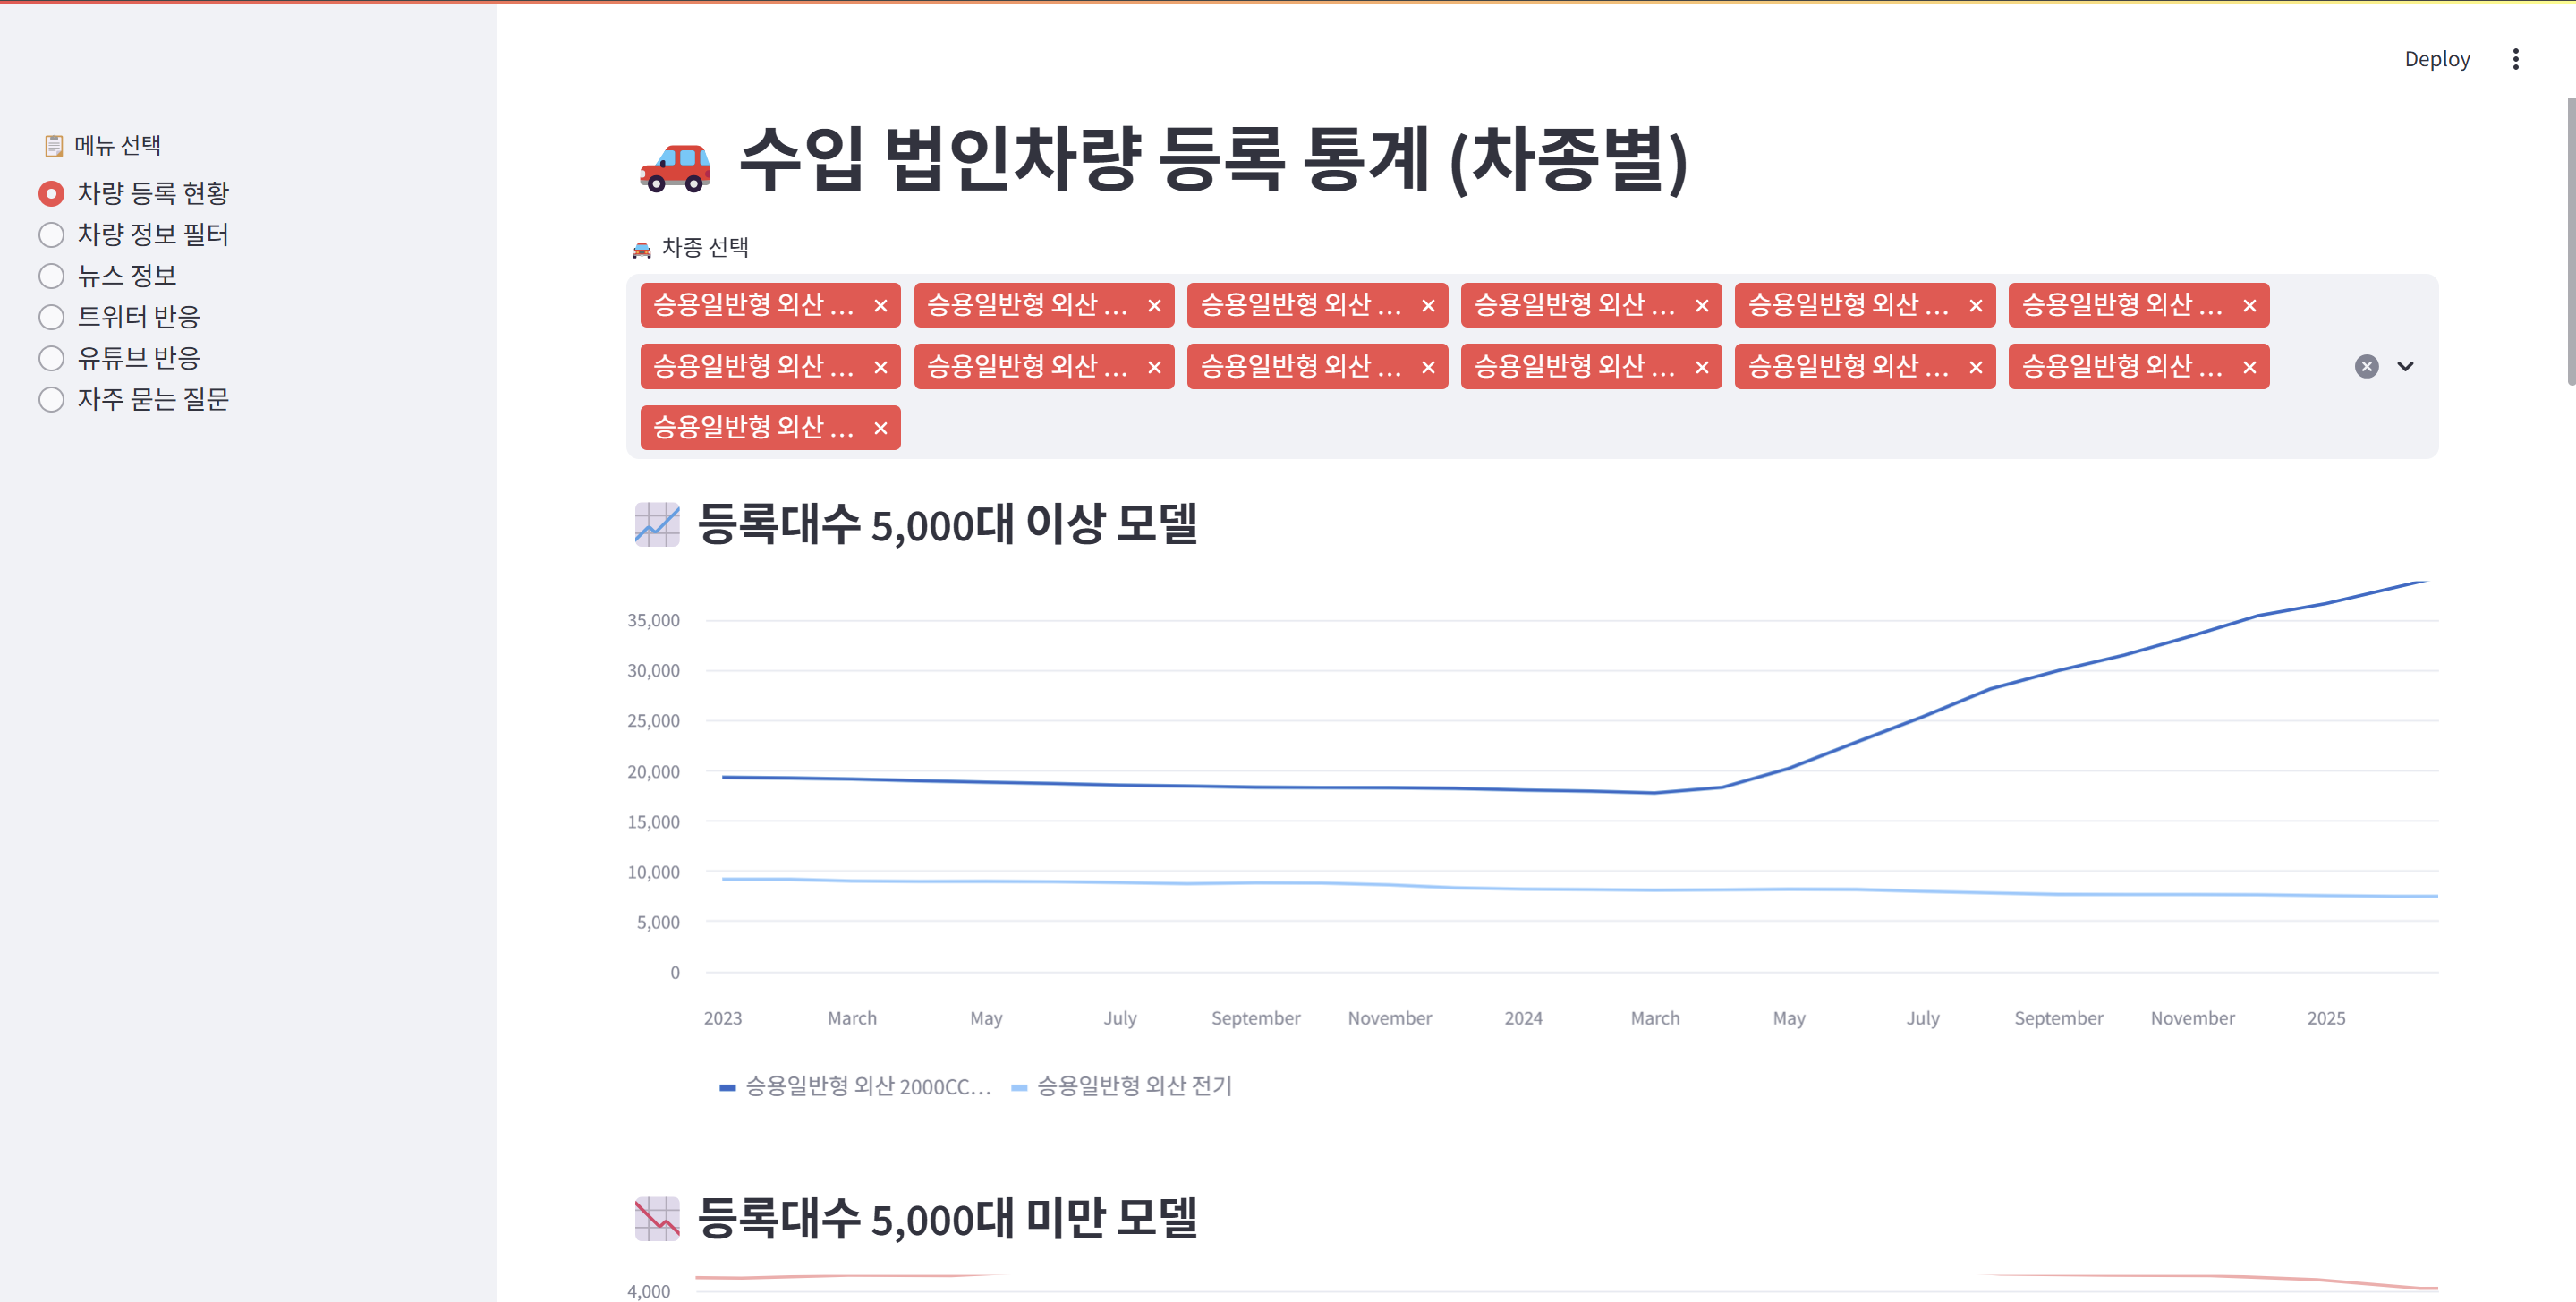 Deploy
메뉴 선택
차량 등록 현황
차량 정보 필터
뉴스 정보
트위터 반응
유튜브 반응
자주 묻는 질문
수입 법인차량 등록 통계 (차종별)
차종 선택
승용일반형 외산 ... 승용일반형 외산 ... 승용일반형 외산 ... 승용일반형 외산 ... 승용일반형 외산 ... 승용일반형 외산 ...
승용일반형 외산 ... 승용일반형 외산 ... 승용일반형 외산 ... 승용일반형 외산 ... 승용일반형 외산 ... 승용일반형 외산 ...
승용일반형 외산 ...
등록대수 5,000대 이상 모델
35,000
30,000
25,000
20,000
15,000
10,000
5,000
0
2023 March May July September November 2024 March May July September November 2025
승용일반형 외산 2000CC... 승용일반형 외산 전기
등록대수 5,000대 미만 모델
4,000